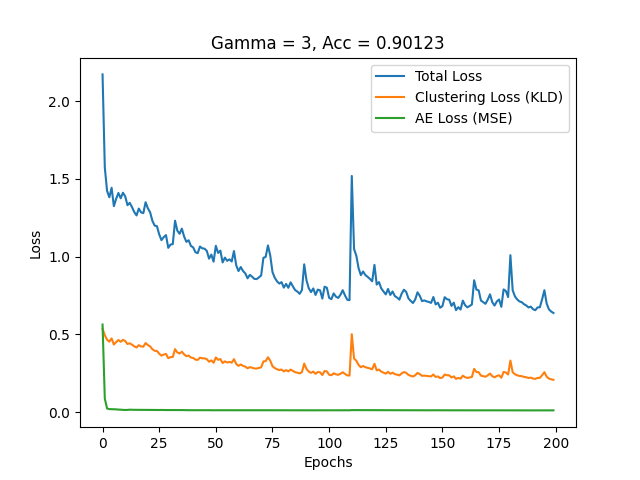 Gamma = 3, Acc = 0.90123
Total Loss
Clustering Loss (KLD)
AE Loss (MSE)
Loss
2.0
1.5
1.0
0.5
0.0
0 25 50 75 100 125 150 175 200
Epochs